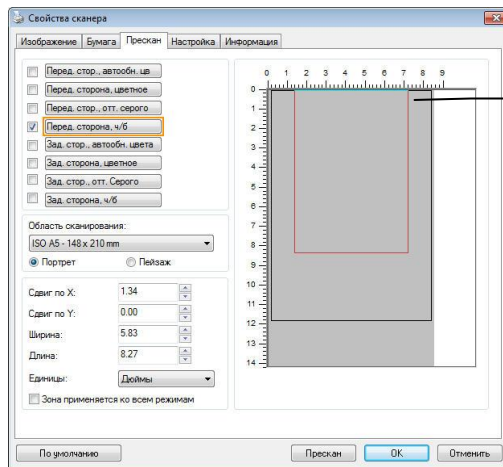 Свойства сканера
Изображение Бумага Прескан Настройка Информация
Перед. стор., автообн. цв
Перед. сторона, цветное
Перед. стор., отт. серого
Перед. сторона, ч/б
Зад. стор., автообн. цвета
Зад. сторона, цветное
Зад. стор., отт. Серого
Зад. сторона, ч/б
Область сканирования:
ISO A5 - 148 x 210 mm
Портрет Пейзаж
Сдвиг по X: 1.34
Сдвиг по Y: 0.00
Ширина: 5.83
Длина: 8.27
Единицы: Дюймы
Зона применяется ко всем режимам
0 1 2 3 4 5 6 7 8 9
0
1
2
3
4
5
6
7
8
9
10
11
12
13
14
По умолчанию Прескан OK Отменить